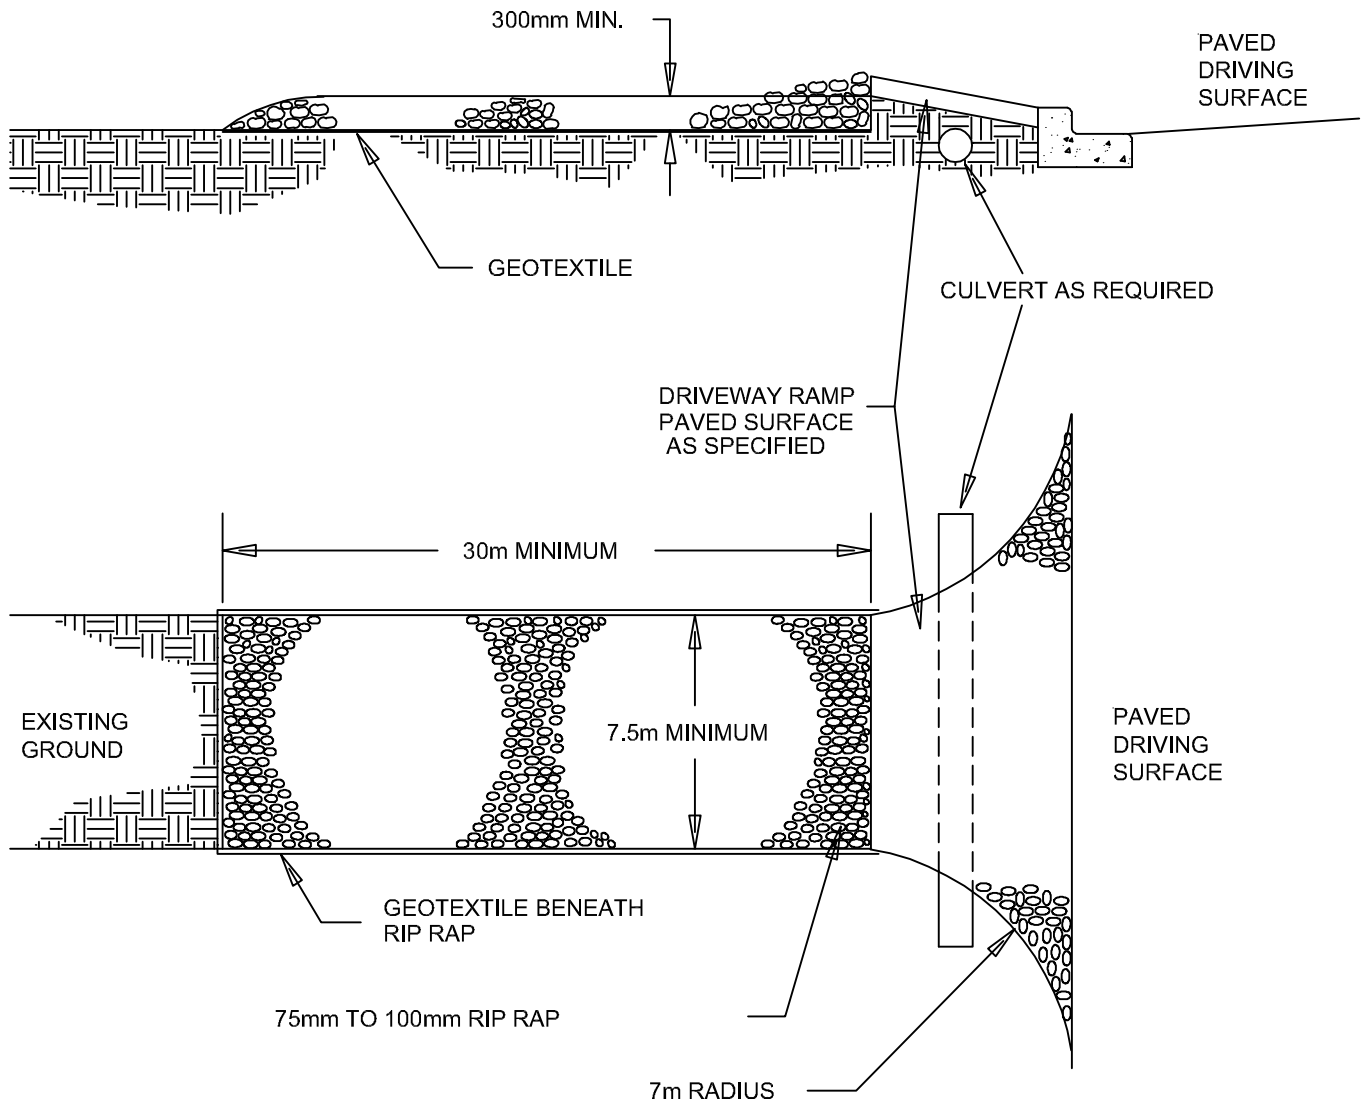 300mm MIN.
PAVED
DRIVING
SURFACE
GEOTEXTILE
CULVERT AS REQUIRED
DRIVEWAY RAMP
PAVED SURFACE
AS SPECIFIED
30m MINIMUM
EXISTING
GROUND
7.5m MINIMUM
PAVED
DRIVING
SURFACE
GEOTEXTILE BENEATH
RIP RAP
75mm TO 100mm RIP RAP
7m RADIUS